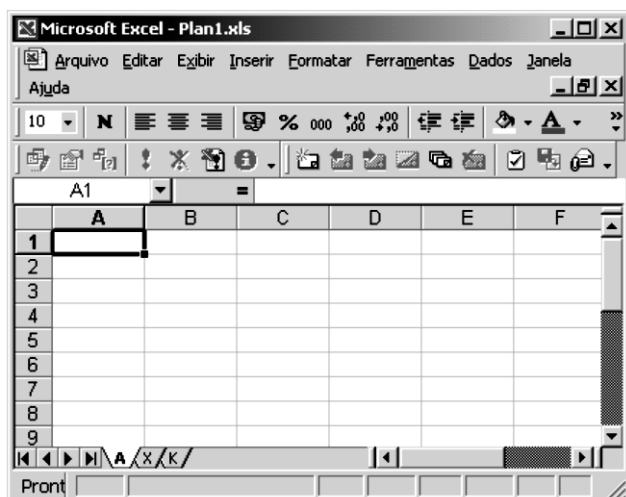 Microsoft Excel - Plan1.xls
Arquivo Editar Exibir Inserir Formatar Ferramentas Dados Janela
Ajuda
10 N % 000 ,00 ,00 A »
A1 =
A B C D E F
1
2
3
4
5
6
7
8
9
A X K
Pront